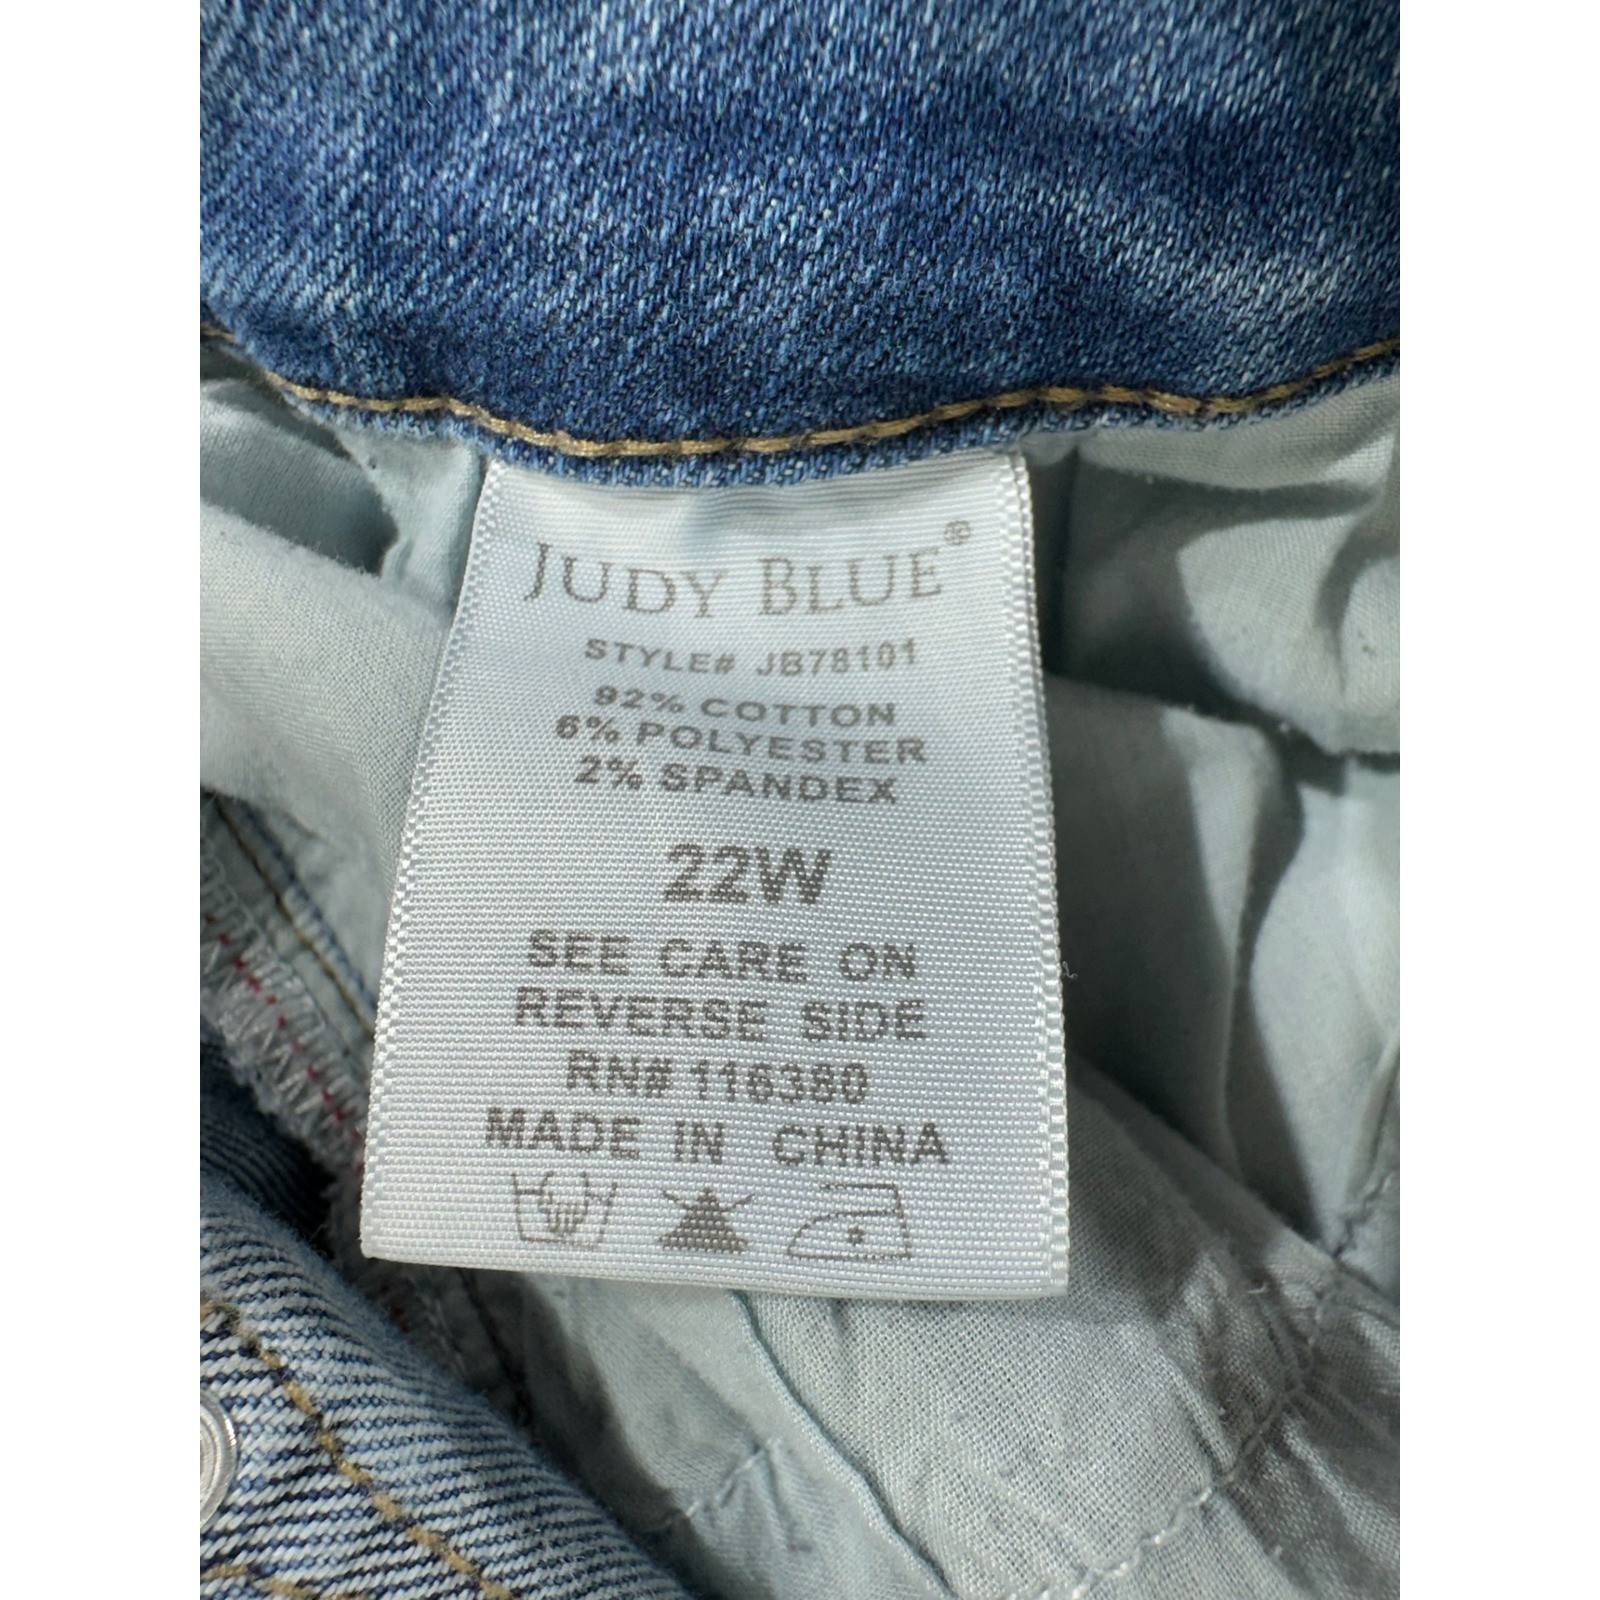 JUDY BLUE®
STYLE# JB78101
92% COTTON
6% POLYESTER
2% SPANDEX
22W
SEE CARE ON
REVERSE SIDE
RN# 116380
MADE IN CHINA